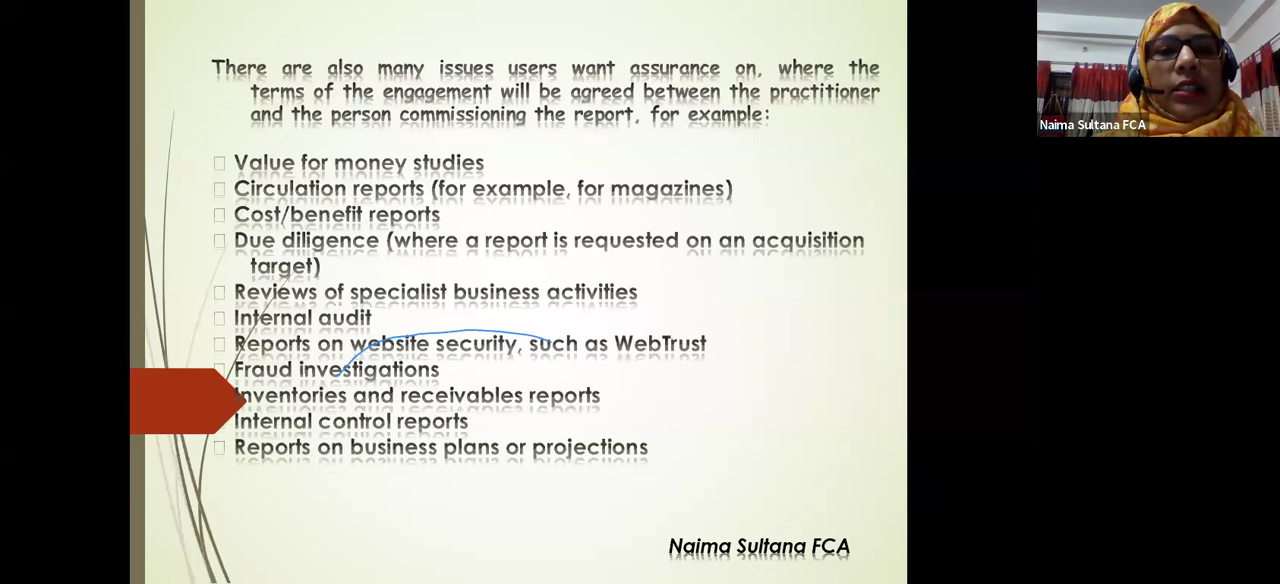 There are also many issues users want assurance on, where the
terms of the engagement will be agreed between the practitioner
and the person commissioning the report, for example:
Value for money studies
Circulation reports (for example, for magazines)
Cost/benefit reports
Due diligence (where a report is requested on an acquisition
target)
Reviews of specialist business activities
Internal audit
Reports on website security, such as WebTrust
Fraud investigations
Inventories and receivables reports
Internal control reports
Reports on business plans or projections
Naima Sultana FCA
Naima Sultana FCA